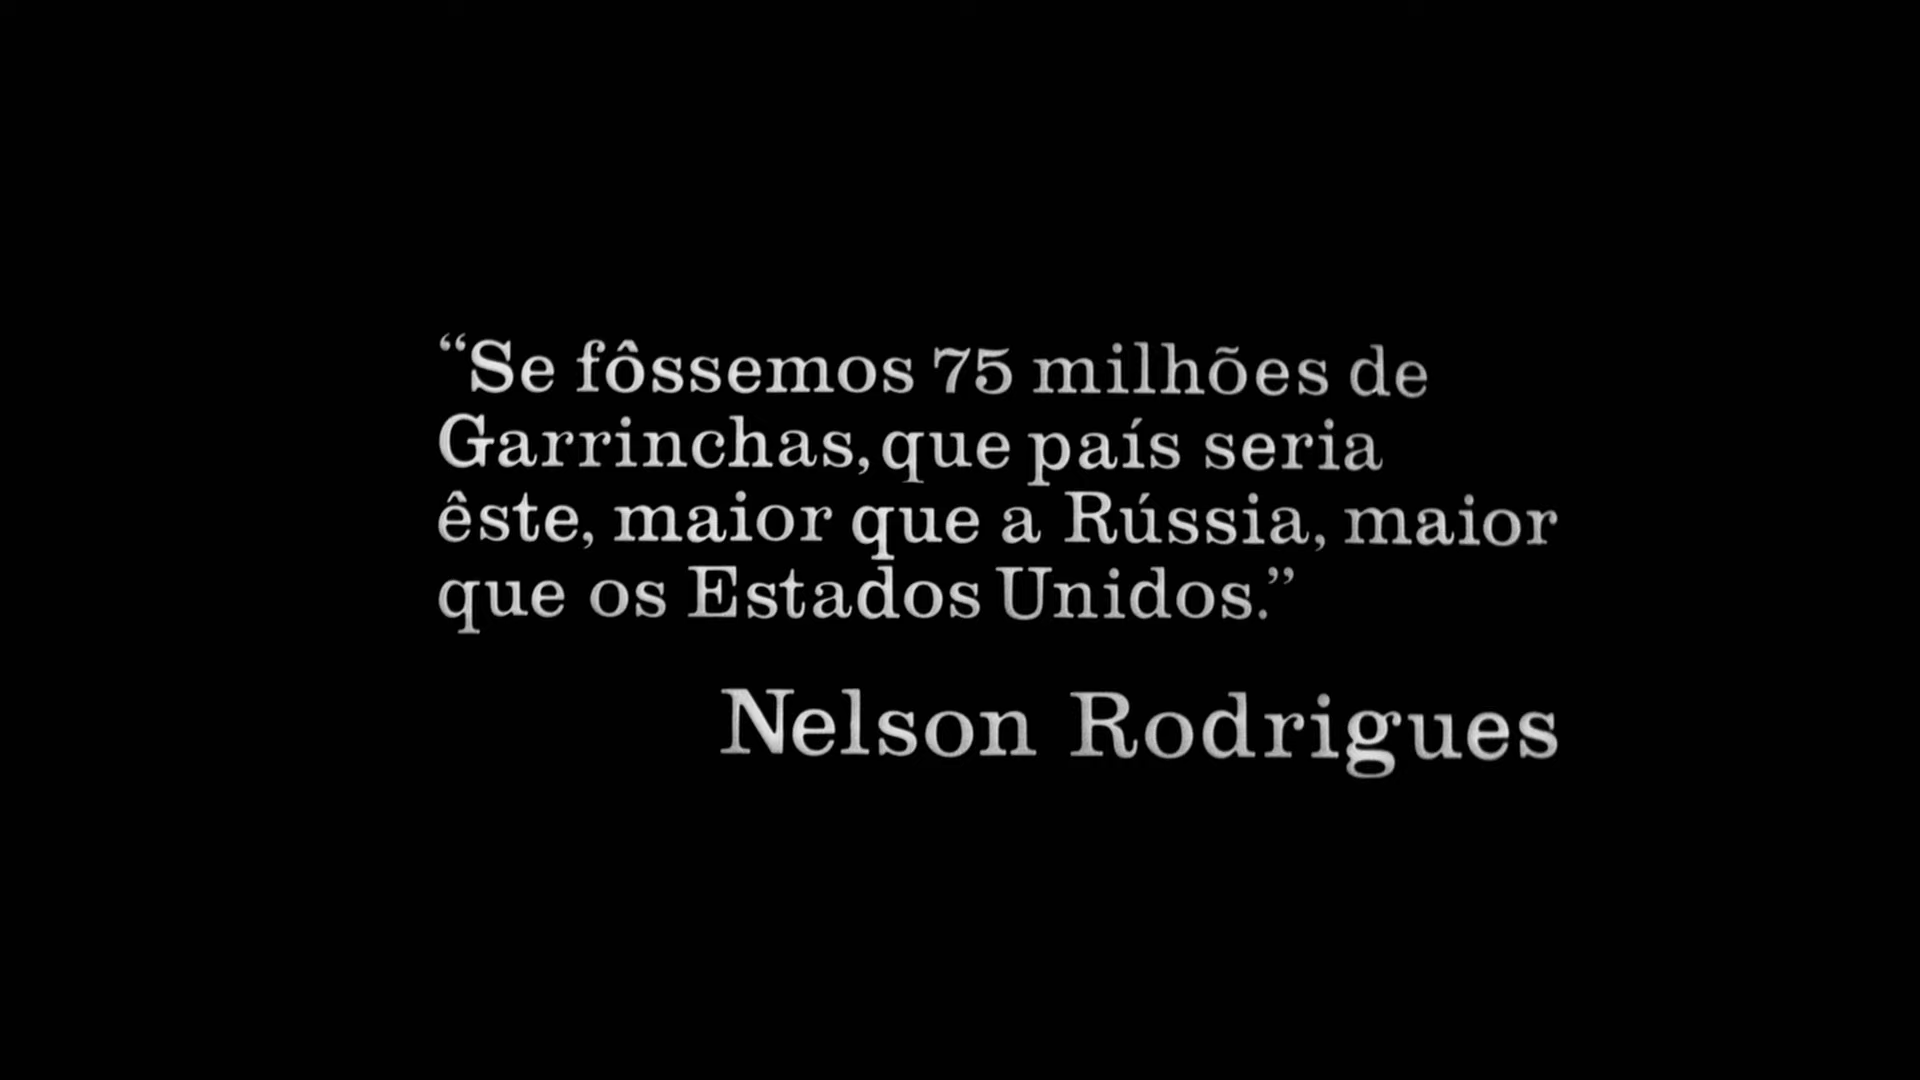 “Se fôssemos 75 milhões de
Garrinchas, que país seria
êste, maior que a Rússia, maior
que os Estados Unidos.”
Nelson Rodrigues